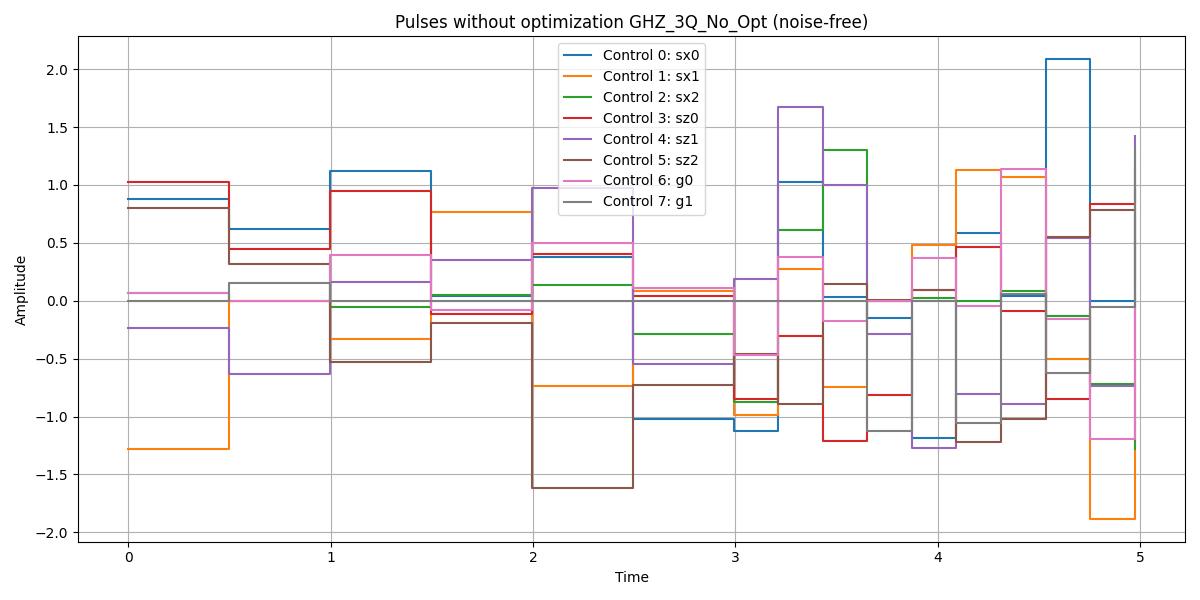 Pulses without optimization GHZ_3Q_No_Opt (noise-free)
Control 0: sx0
Control 1: sx1
Control 2: sx2
Control 3: sz0
Control 4: sz1
Control 5: sz2
Control 6: g0
Control 7: g1
2.0
1.5
1.0
0.5
0.0
−0.5
−1.0
−1.5
−2.0
Amplitude
0 1 2 3 4 5
Time